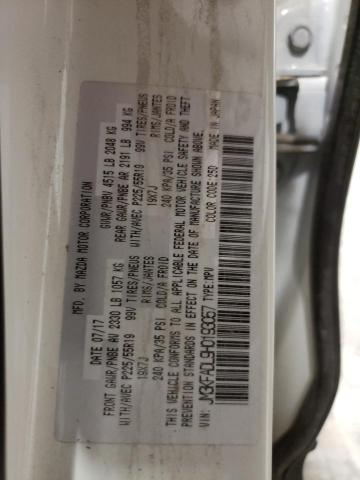 MFD. BY MAZDA MOTOR CORPORATION
DATE 07/17 GVWR/PNBV 4515 LB 2048 KG
FRONT GAWR/PNBE AV 2330 LB 1057 KG REAR GAWR/PNBE AR 2191 LB 994 KG
WITH/AVEC P225/55R19 99V TIRES/PNEUS WITH/AVEC P225/55R19 99V TIRES/PNEUS
19X7J RIMS/JANTES 19X7J RIMS/JANTES
240 KPA/35 PSI COLD/A FROID 240 KPA/35 PSI COLD/A FROID
THIS VEHICLE CONFORMS TO ALL APPLICABLE FEDERAL MOTOR VEHICLE SAFETY AND THEFT
PREVENTION STANDARDS IN EFFECT ON THE DATE OF MANUFACTURE SHOWN ABOVE.
VIN: JM3KFADL9H0193057 TYPE:MPV COLOR CODE:25D MADE IN JAPAN